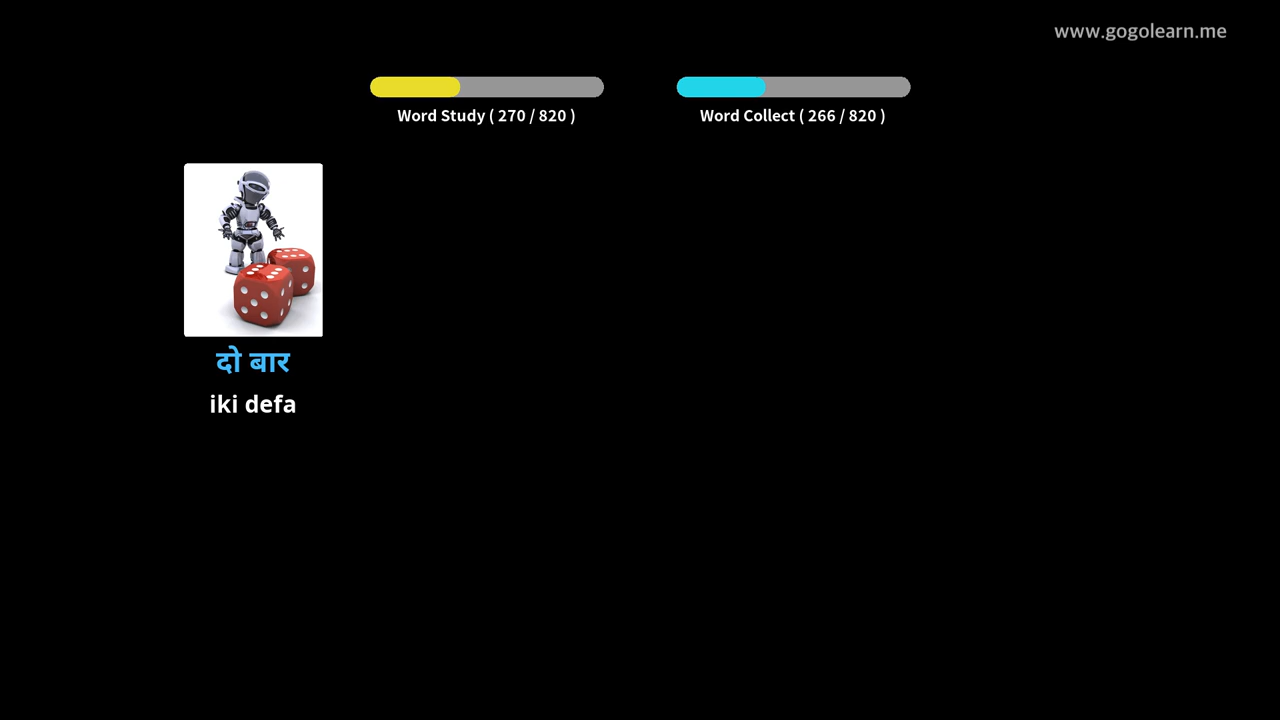 www.gogolearn.me
Word Study ( 270 / 820 )
Word Collect ( 266 / 820 )
दो बार
iki defa